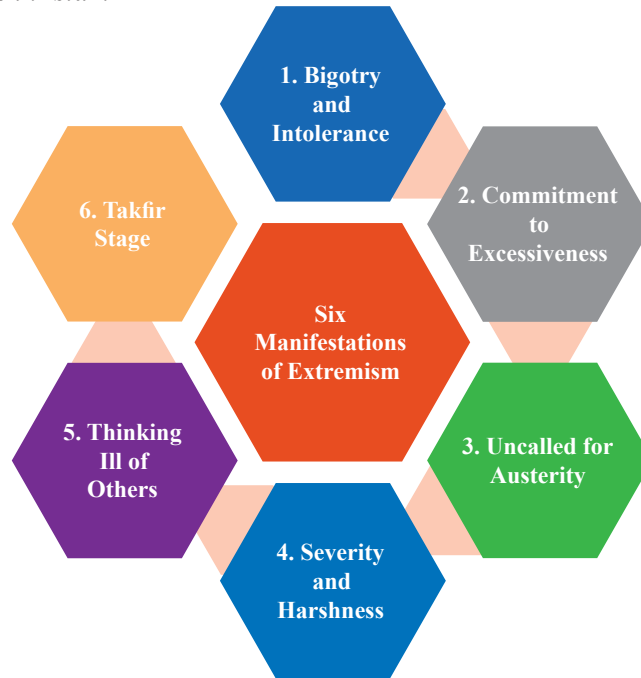 1. Bigotry
and
Intolerance
2. Commitment
to
Excessiveness
3. Uncalled for
Austerity
4. Severity
and
Harshness
5. Thinking
Ill of
Others
6. Takfir
Stage
Six
Manifestations
of Extremism